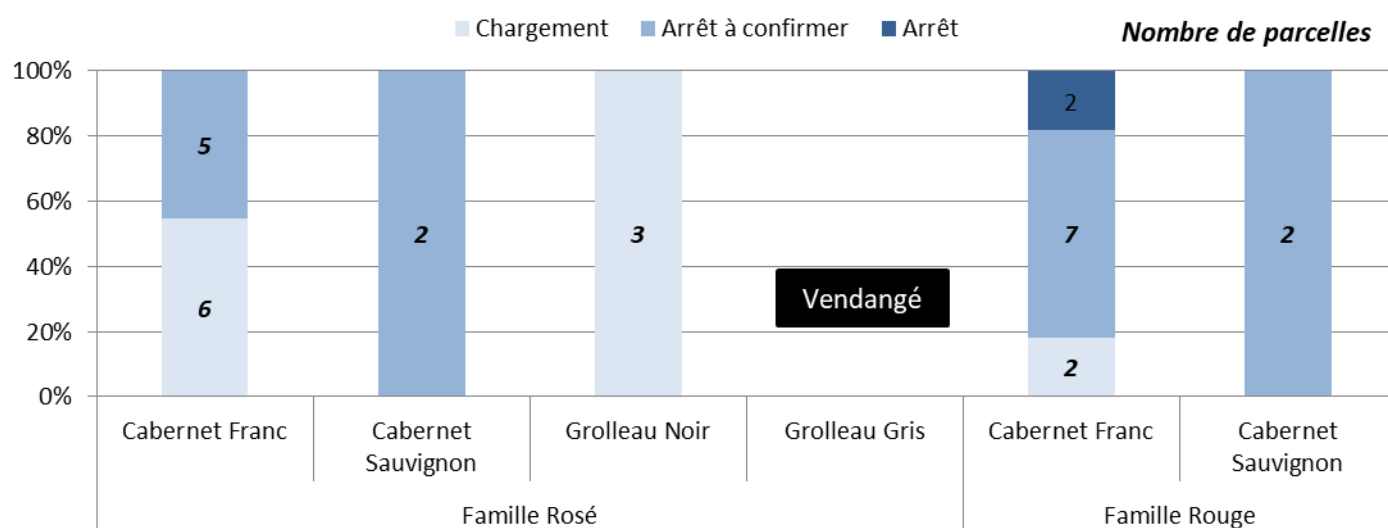 Chargement Arrêt à confirmer Arrêt
Nombre de parcelles
100%
80%
60%
40%
20%
0%
5
6
2
3
Vendangé
2
7
2
2
Cabernet Franc
Cabernet
Sauvignon
Grolleau Noir
Grolleau Gris
Cabernet Franc
Cabernet
Sauvignon
Famille Rosé
Famille Rouge